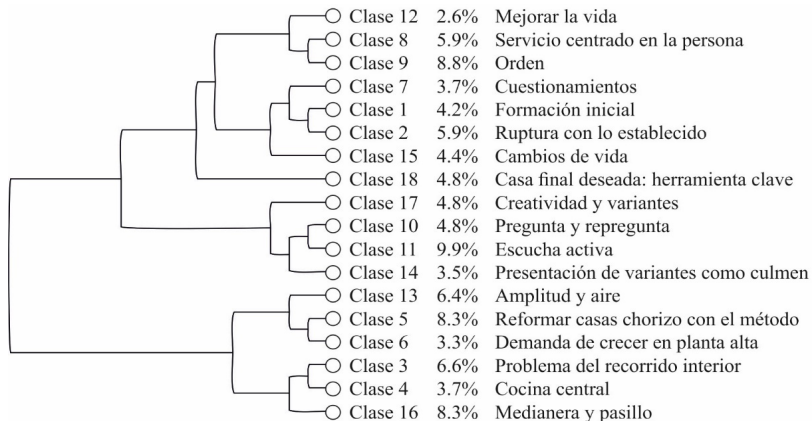 Clase 12 2.6% Mejorar la vida
Clase 8 5.9% Servicio centrado en la persona
Clase 9 8.8% Orden
Clase 7 3.7% Cuestionamientos
Clase 1 4.2% Formación inicial
Clase 2 5.9% Ruptura con lo establecido
Clase 15 4.4% Cambios de vida
Clase 18 4.8% Casa final deseada: herramienta clave
Clase 17 4.8% Creatividad y variantes
Clase 10 4.8% Pregunta y repregunta
Clase 11 9.9% Escucha activa
Clase 14 3.5% Presentación de variantes como culmen
Clase 13 6.4% Amplitud y aire
Clase 5 8.3% Reformar casas chorizo con el método
Clase 6 3.3% Demanda de crecer en planta alta
Clase 3 6.6% Problema del recorrido interior
Clase 4 3.7% Cocina central
Clase 16 8.3% Medianera y pasillo